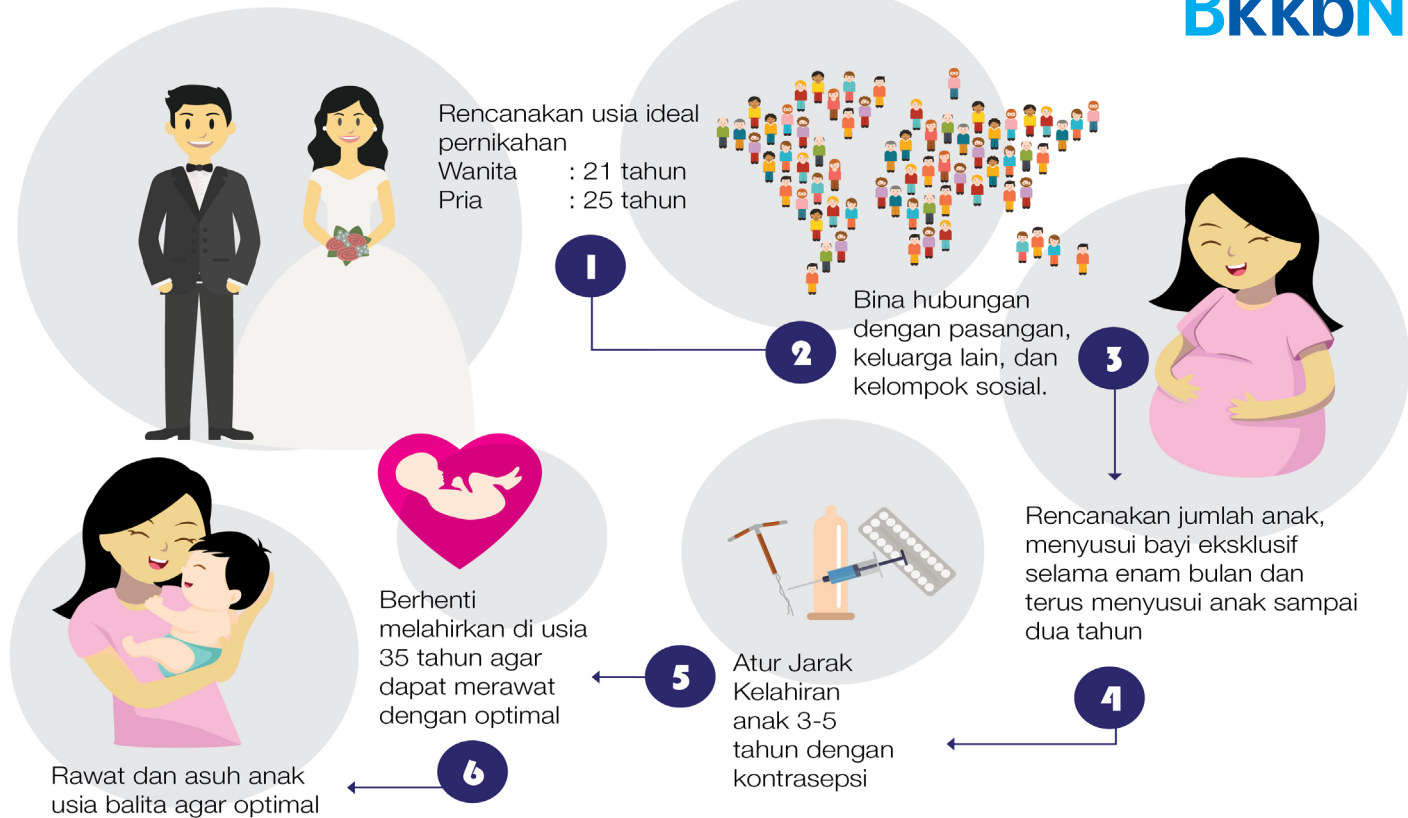 BkkbN
Rencanakan usia ideal
pernikahan
Wanita : 21 tahun
Pria : 25 tahun
1
2
Bina hubungan
dengan pasangan,
keluarga lain, dan
kelompok sosial.
3
Rencanakan jumlah anak,
menyusui bayi eksklusif
selama enam bulan dan
terus menyusui anak sampai
dua tahun
4
Atur Jarak
Kelahiran
anak 3-5
tahun dengan
kontrasepsi
5
Berhenti
melahirkan di usia
35 tahun agar
dapat merawat
dengan optimal
6
Rawat dan asuh anak
usia balita agar optimal